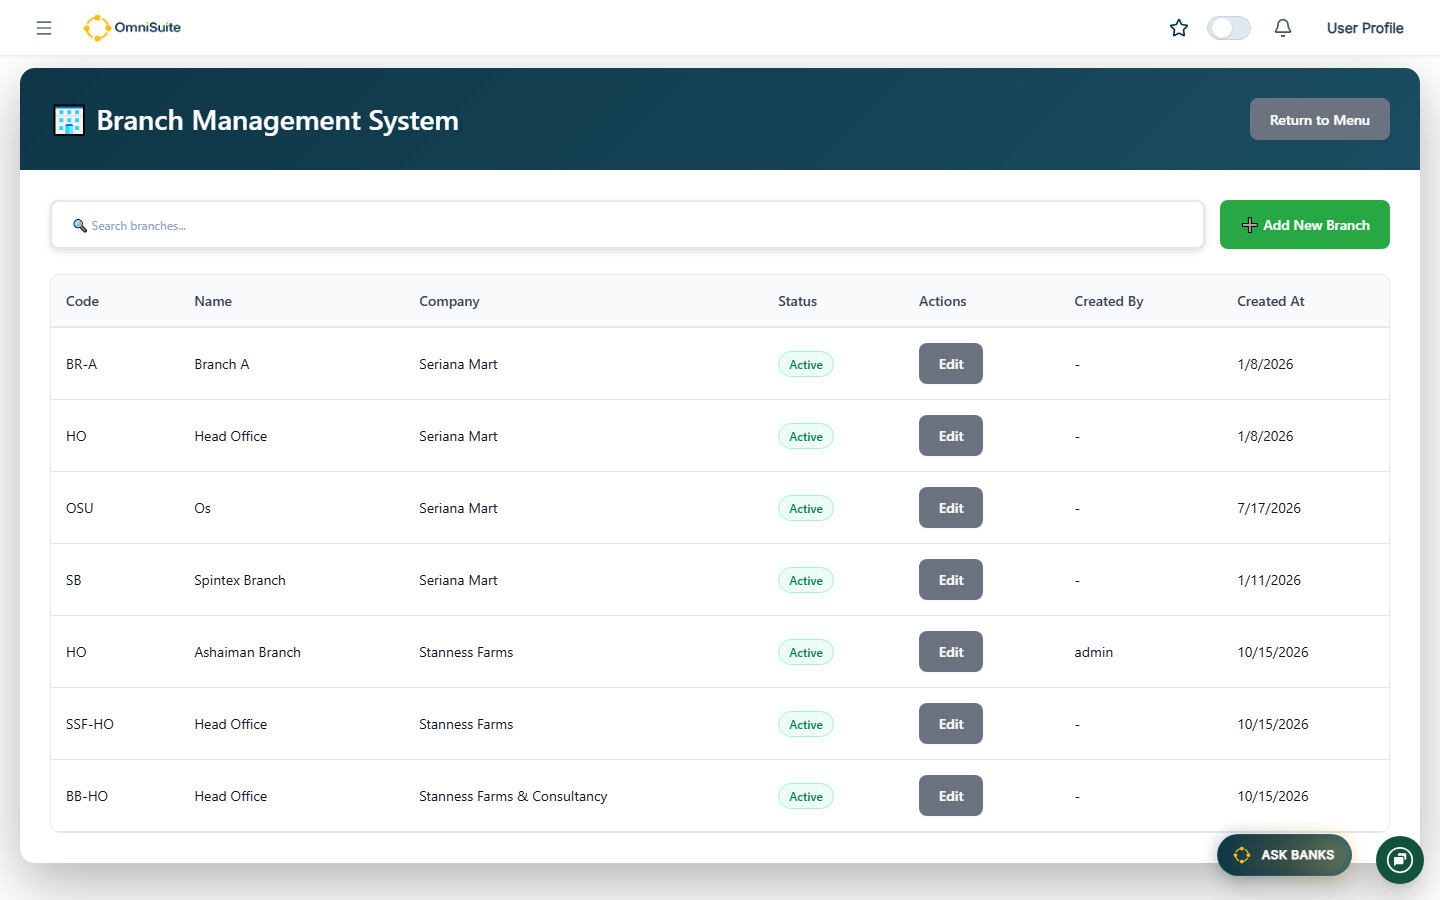 OmniSuite
User Profile
Branch Management System
Return to Menu
Search branches...
Add New Branch
Code Name Company Status Actions Created By Created At
BR-A Branch A Seriana Mart Active Edit - 1/8/2026
HO Head Office Seriana Mart Active Edit - 1/8/2026
OSU Os Seriana Mart Active Edit - 7/17/2026
SB Spintex Branch Seriana Mart Active Edit - 1/11/2026
HO Ashaiman Branch Stanness Farms Active Edit admin 10/15/2026
SSF-HO Head Office Stanness Farms Active Edit - 10/15/2026
BB-HO Head Office Stanness Farms & Consultancy Active Edit - 10/15/2026
ASK BANKS